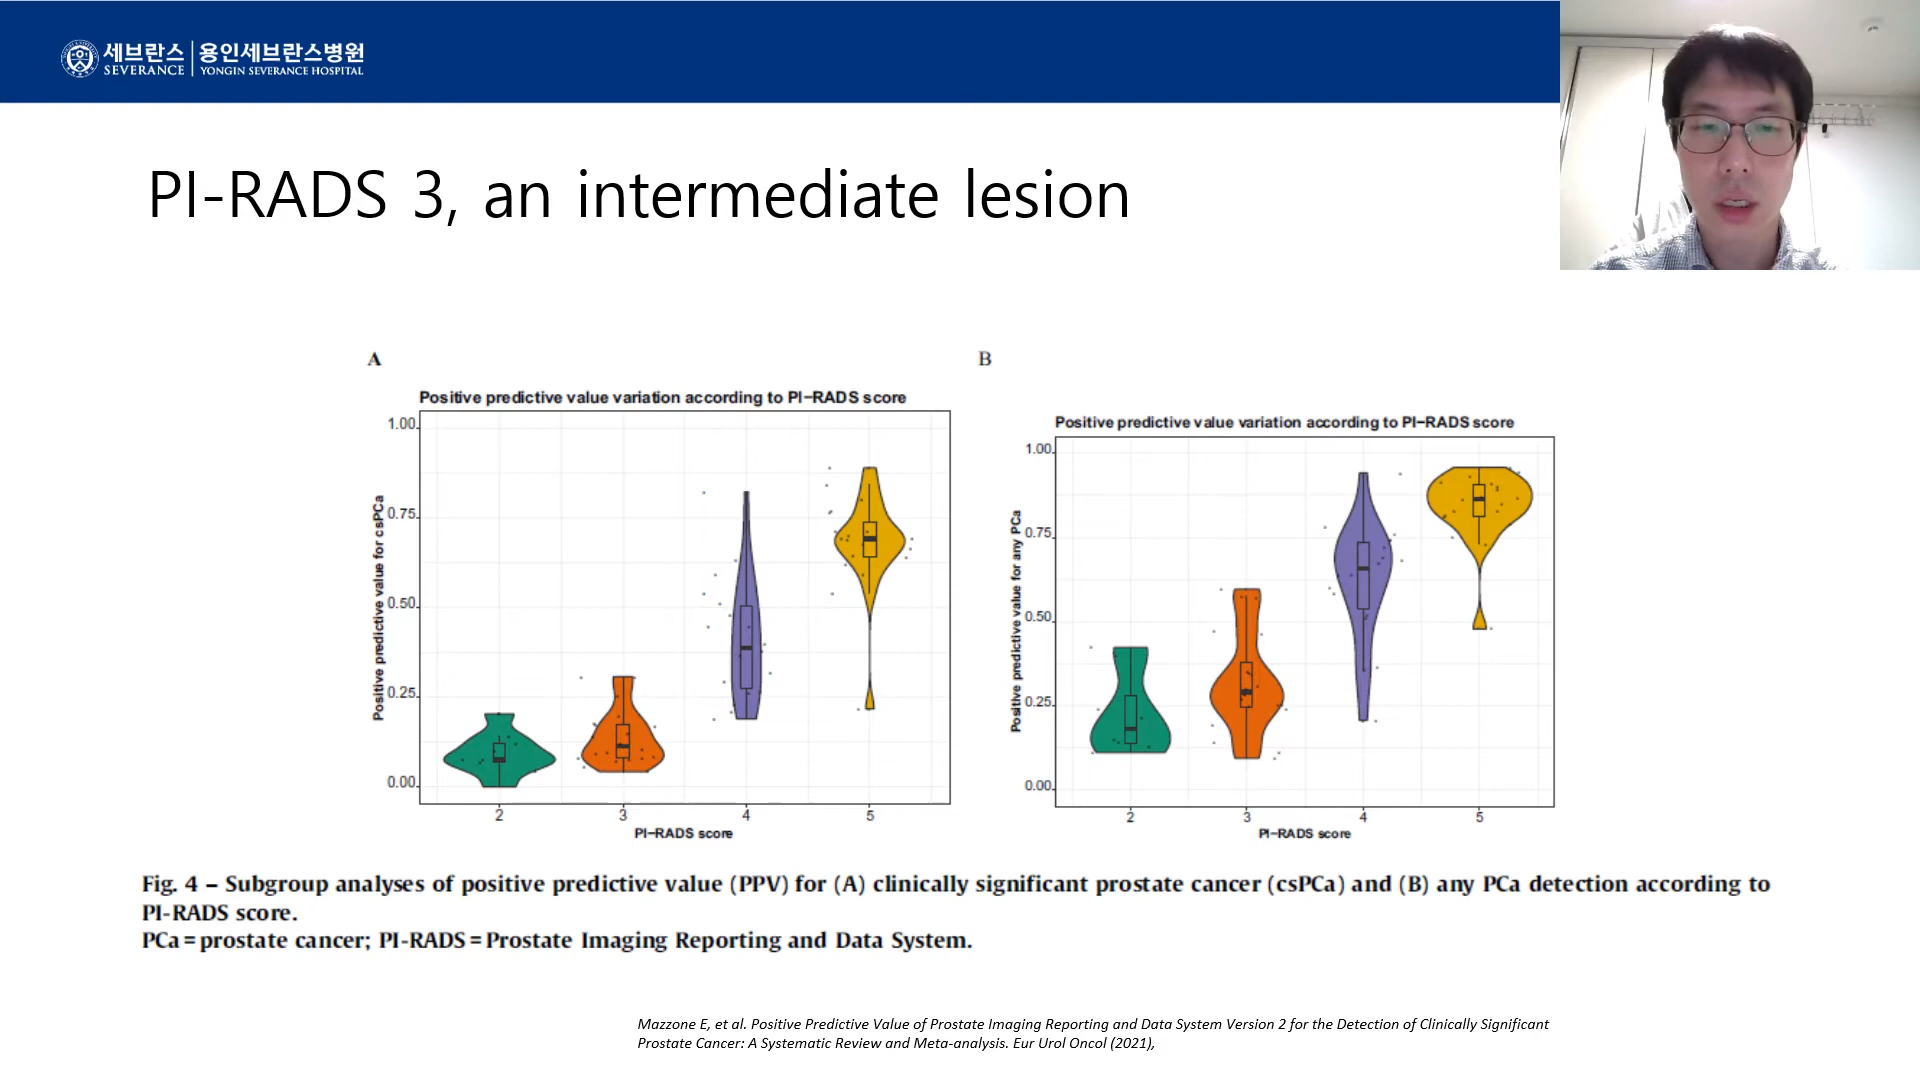 세브란스 용인세브란스병원
SEVERANCE YONGIN SEVERANCE HOSPITAL
PI-RADS 3, an intermediate lesion
A
Positive predictive value variation according to PI−RADS score
Positive predictive value for csPCa
1.00
0.75
0.50
0.25
0.00
2 3 4 5
PI−RADS score
B
Positive predictive value variation according to PI−RADS score
Positive predictive value for any PCa
1.00
0.75
0.50
0.25
0.00
2 3 4 5
PI−RADS score
Fig. 4 – Subgroup analyses of positive predictive value (PPV) for (A) clinically significant prostate cancer (csPCa) and (B) any PCa detection according to
PI-RADS score.
PCa = prostate cancer; PI-RADS = Prostate Imaging Reporting and Data System.
Mazzone E, et al. Positive Predictive Value of Prostate Imaging Reporting and Data System Version 2 for the Detection of Clinically Significant
Prostate Cancer: A Systematic Review and Meta-analysis. Eur Urol Oncol (2021),